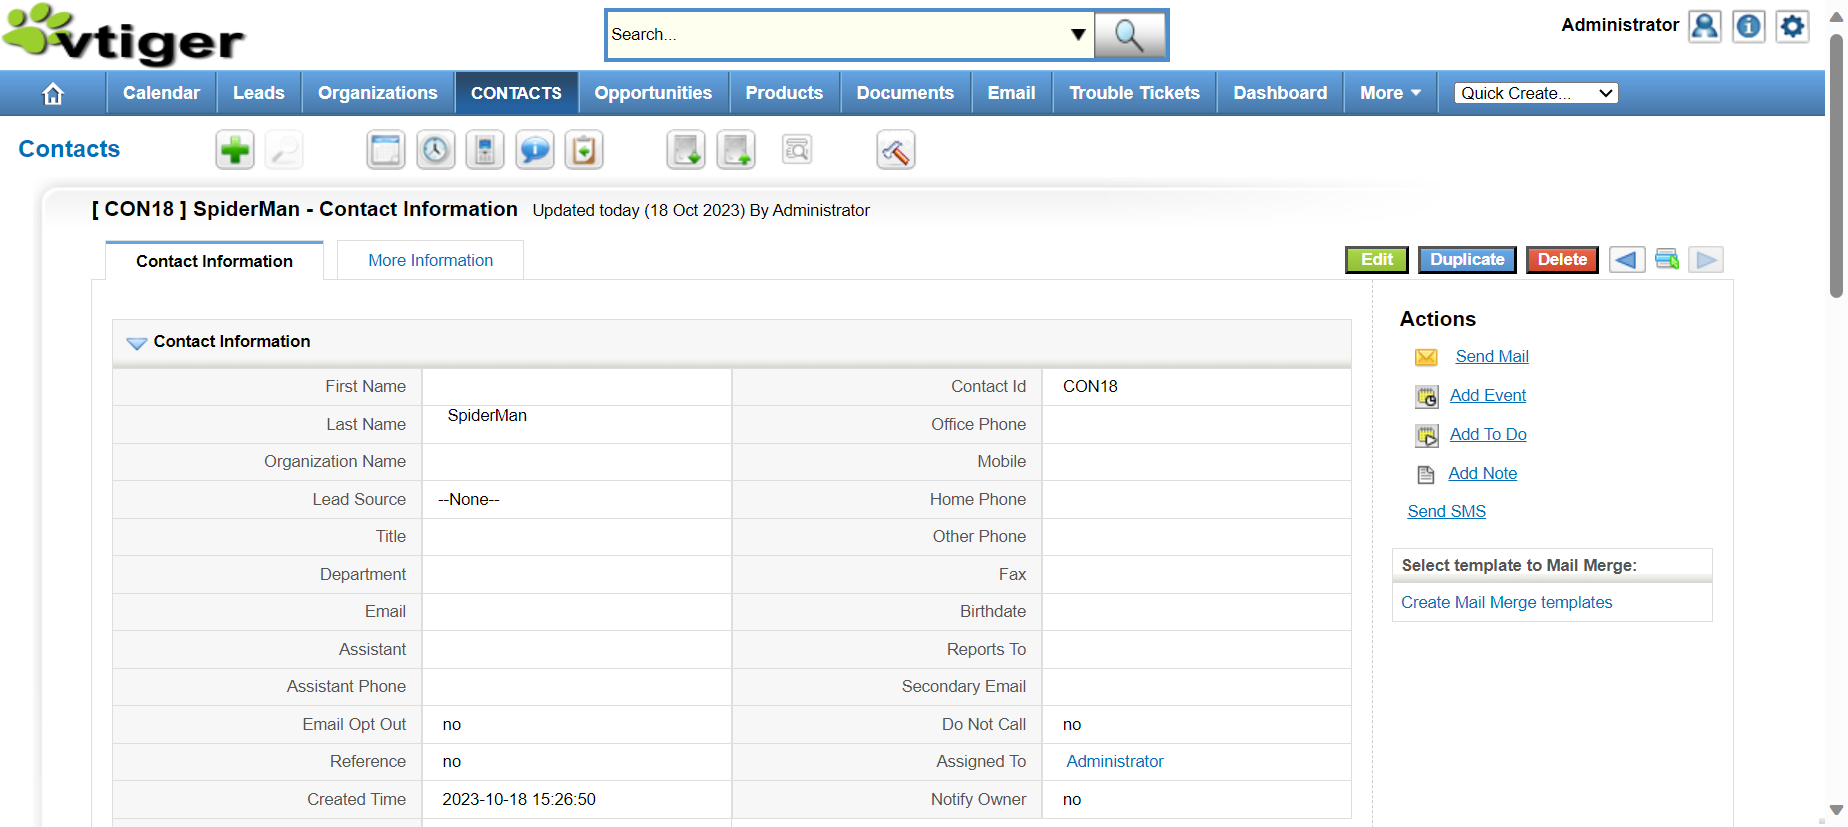 vtiger
Search...
Administrator
Calendar
Leads
Organizations
CONTACTS
Opportunities
Products
Documents
Email
Trouble Tickets
Dashboard
More
Quick Create...
Contacts
[ CON18 ] SpiderMan - Contact Information Updated today (18 Oct 2023) By Administrator
Contact Information
More Information
Edit
Duplicate
Delete
Contact Information
First Name
Contact Id CON18
Last Name SpiderMan
Office Phone
Organization Name
Mobile
Lead Source --None--
Home Phone
Title
Other Phone
Department
Fax
Email
Birthdate
Assistant
Reports To
Assistant Phone
Secondary Email
Email Opt Out no
Do Not Call no
Reference no
Assigned To Administrator
Created Time 2023-10-18 15:26:50
Notify Owner no
Actions
Send Mail
Add Event
Add To Do
Add Note
Send SMS
Select template to Mail Merge:
Create Mail Merge templates